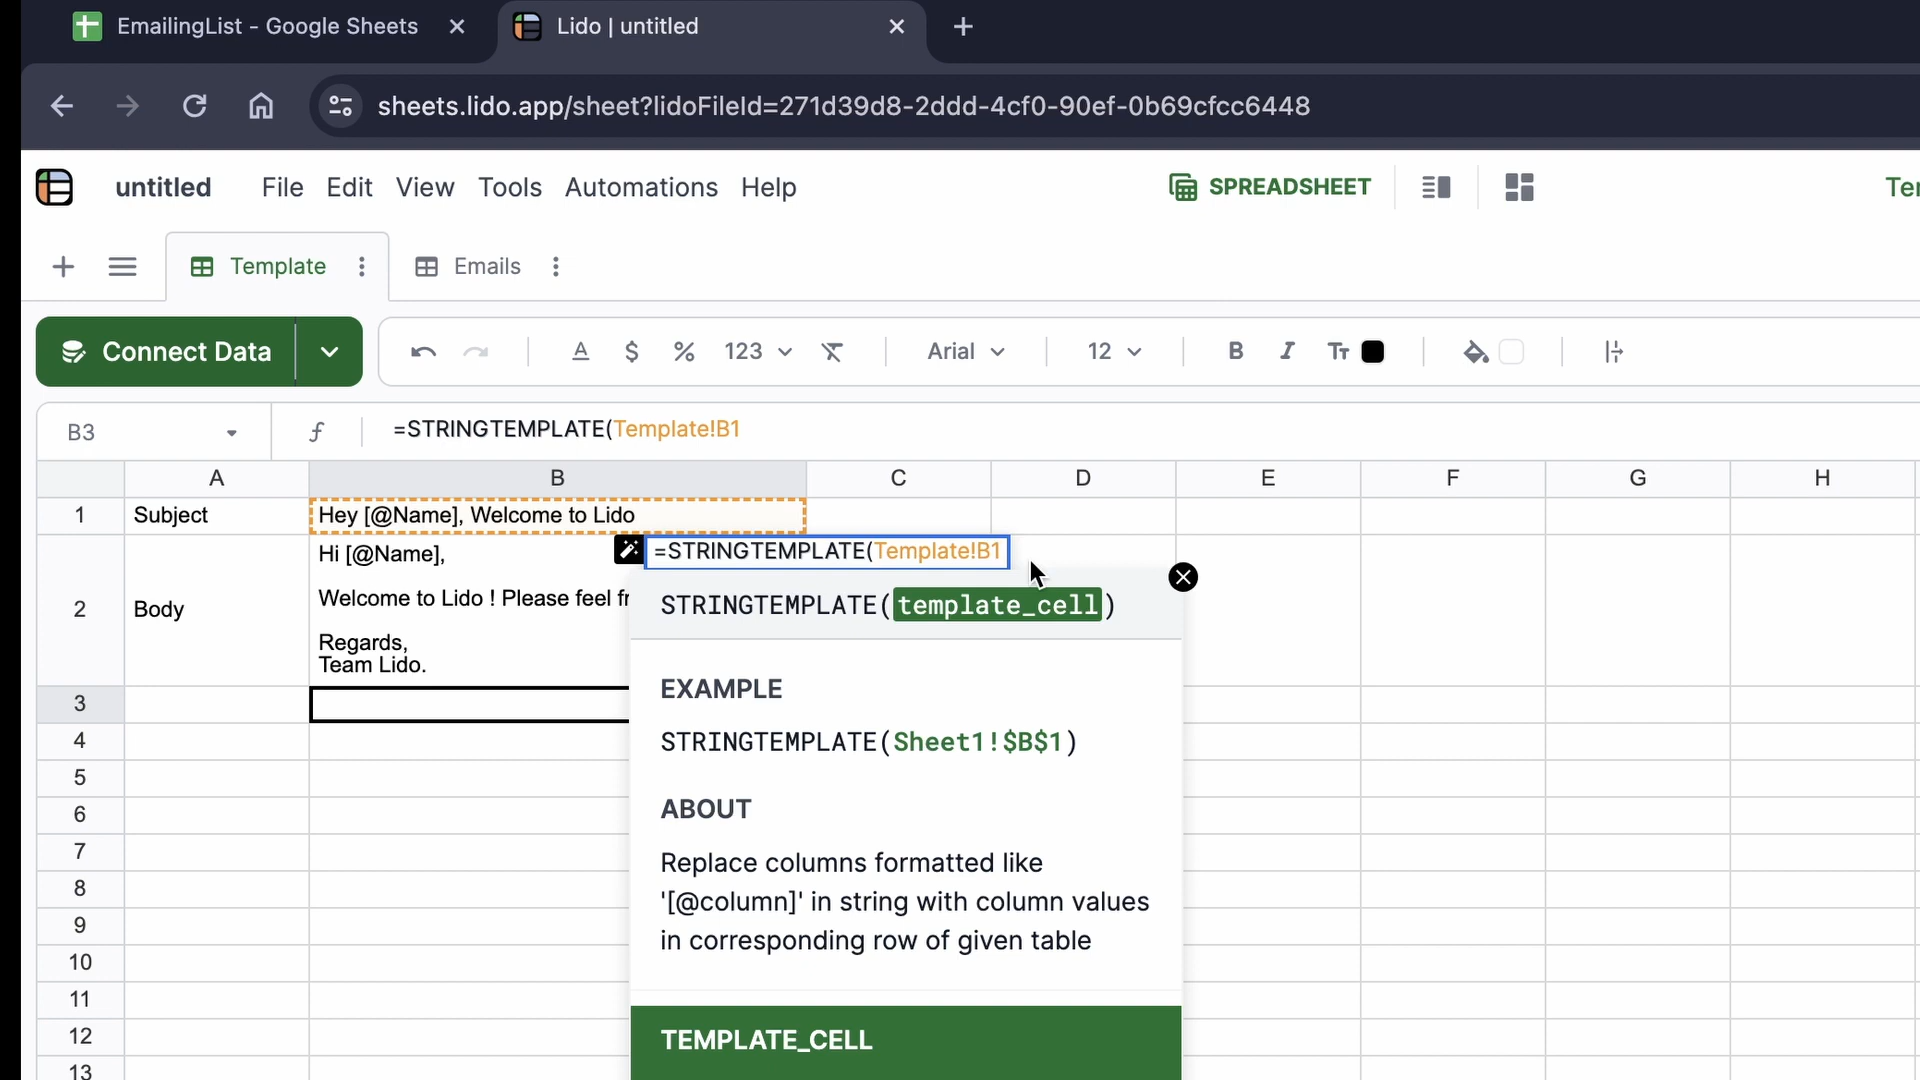 EmailingList - Google Sheets
Lido | untitled
sheets.lido.app/sheet?lidoFileId=271d39d8-2ddd-4cf0-90ef-0b69cfcc6448
untitled File Edit View Tools Automations Help
SPREADSHEET
Ter
Template
Emails
Connect Data
$ % 123
Arial
12
B I Tт
B3
=STRINGTEMPLATE(Template!B1
A B C D E F G H
1 Subject Hey [@Name], Welcome to Lido
Hi [@Name],
=STRINGTEMPLATE(Template!B1
Welcome to Lido ! Please feel fr
2 Body
Regards,
Team Lido.
STRINGTEMPLATE(template_cell)
EXAMPLE
STRINGTEMPLATE(Sheet1!$B$1)
ABOUT
Replace columns formatted like
'[@column]' in string with column values
in corresponding row of given table
TEMPLATE_CELL
3
4
5
6
7
8
9
10
11
12
13